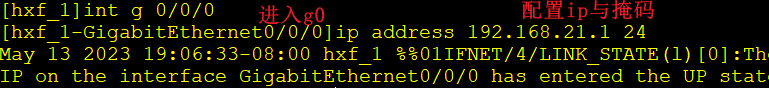 [hxf_1]int g 0/0/0 进入g0 配置ip与掩码
[hxf_1-GigabitEthernet0/0/0]ip address 192.168.21.1 24
May 13 2023 19:06:33-08:00 hxf_1 %%01IFNET/4/LINK_STATE(l)[0]:The
IP on the interface GigabitEthernet0/0/0 has entered the UP stat